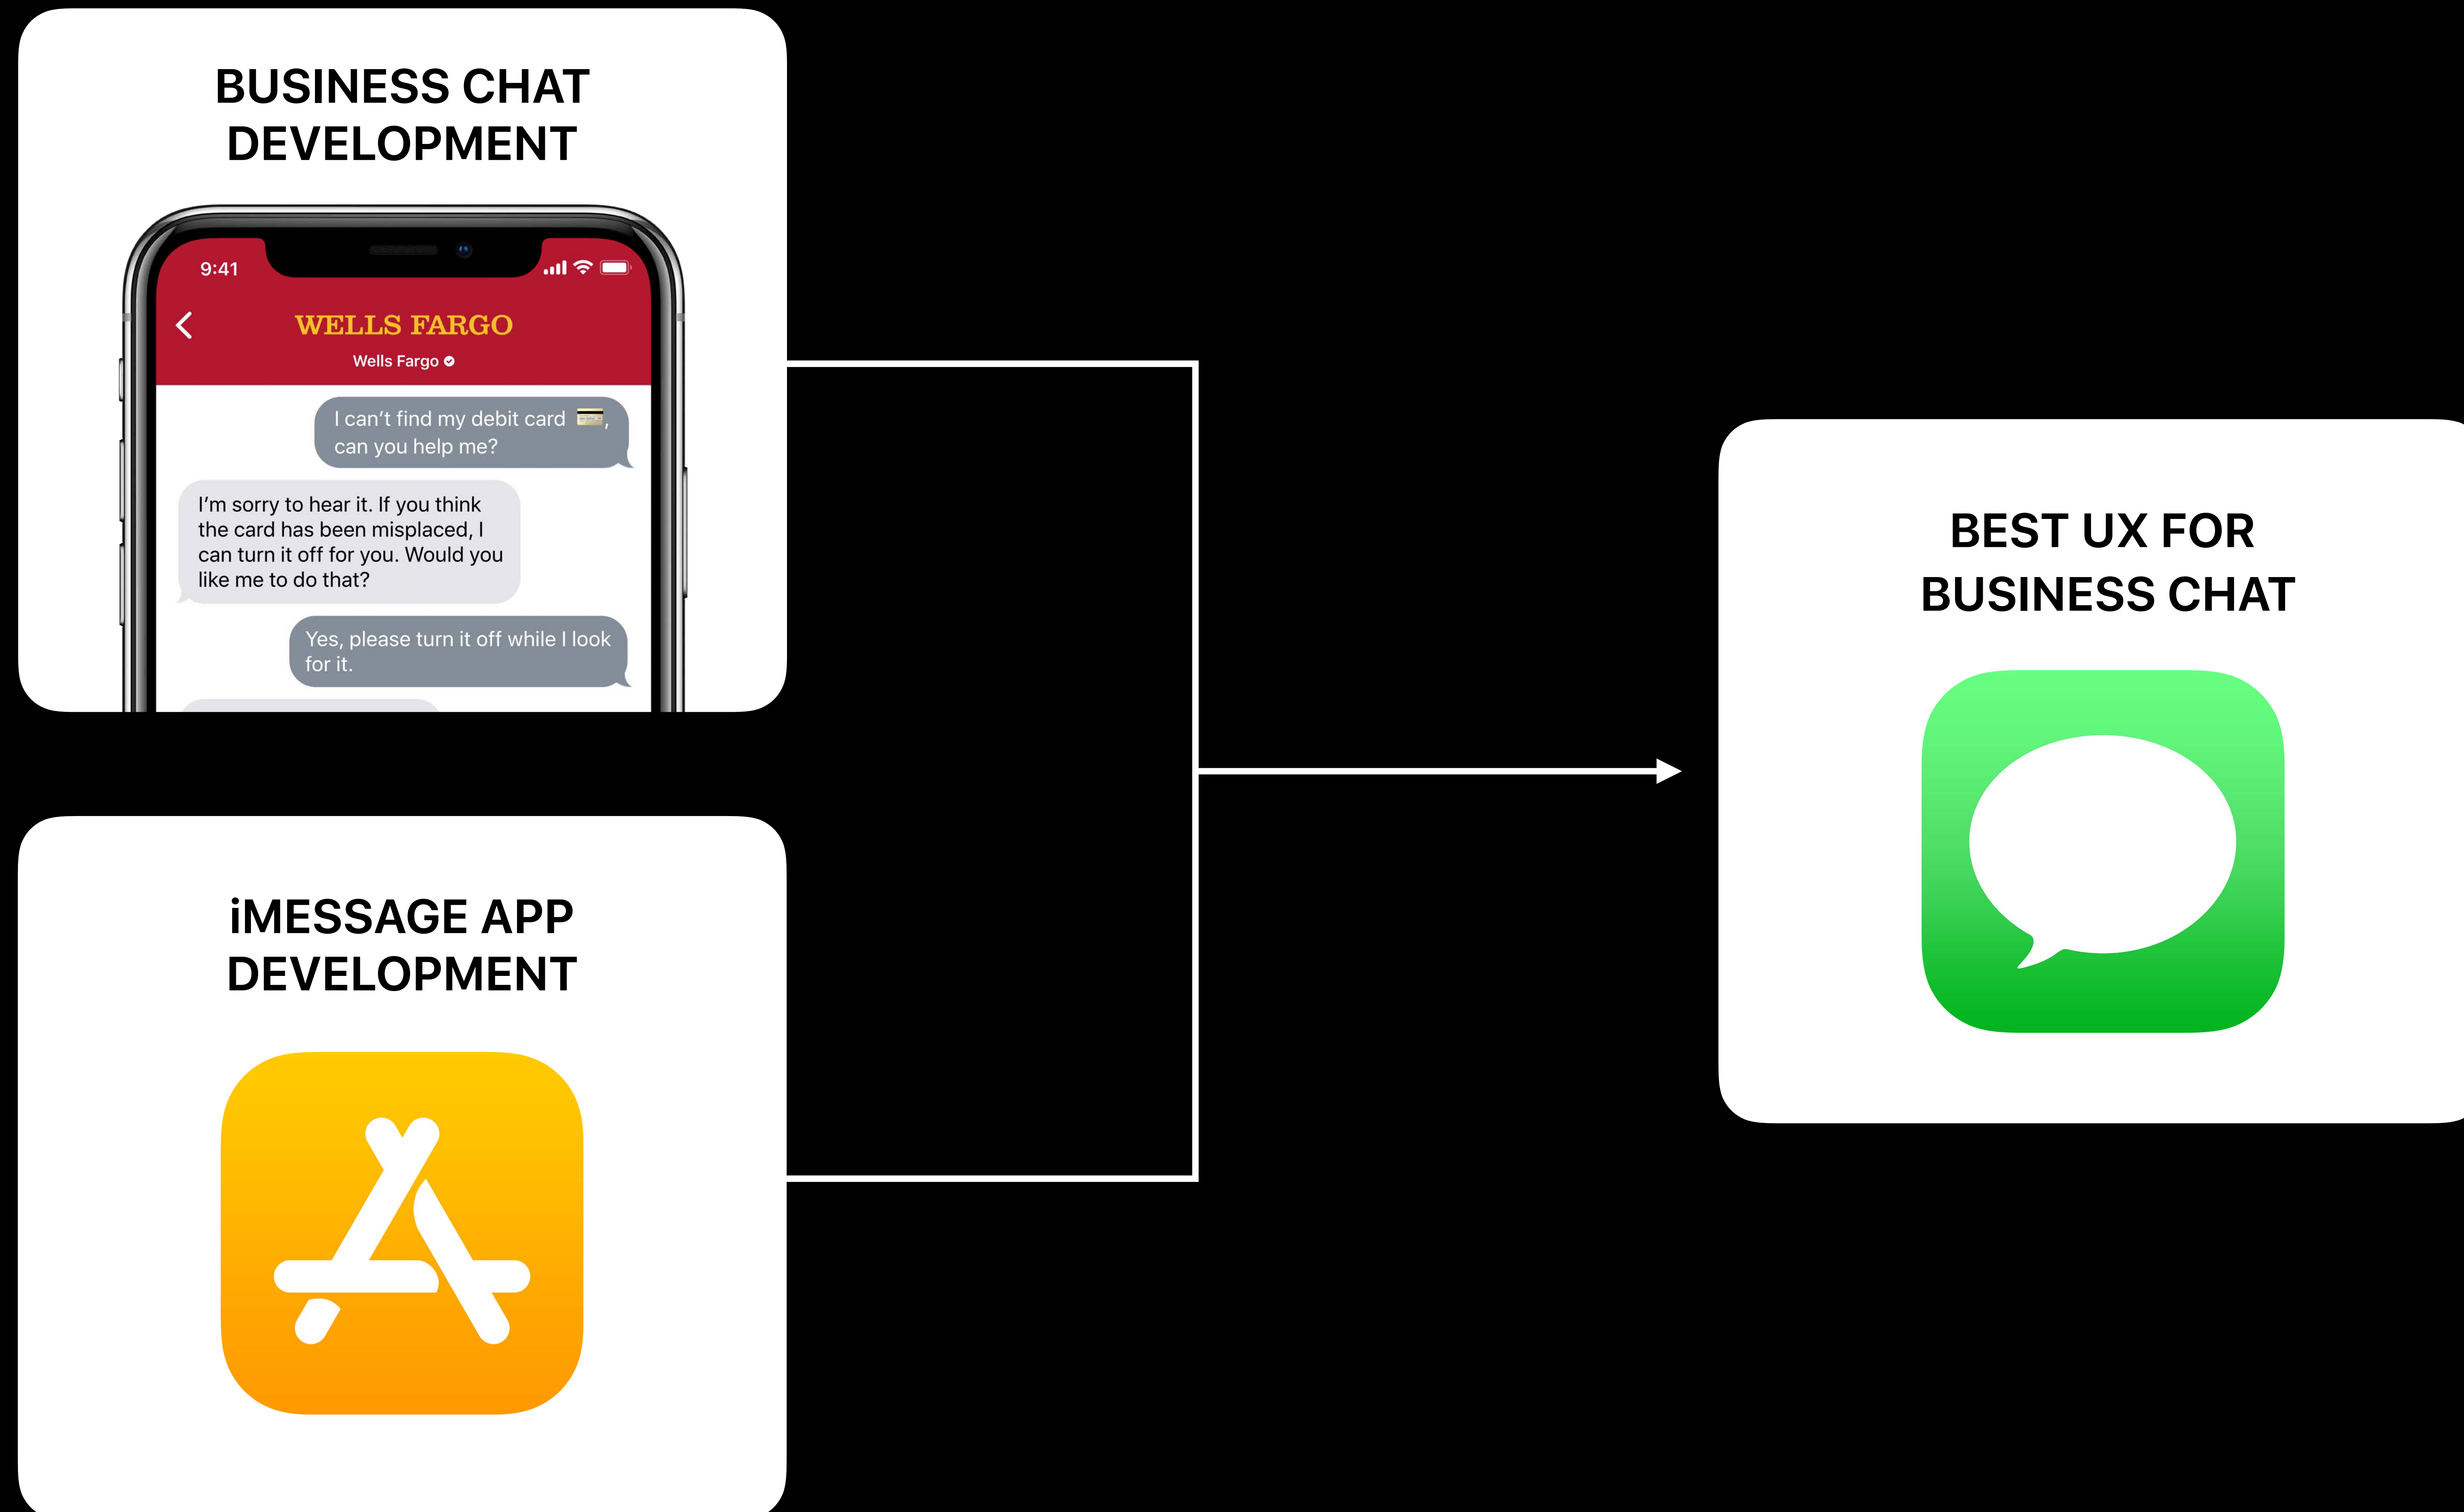 BUSINESS CHAT
DEVELOPMENT
9:41
WELLS FARGO
Wells Fargo
I can’t find my debit card 💳,
can you help me?
I’m sorry to hear it. If you think
the card has been misplaced, I
can turn it off for you. Would you
like me to do that?
Yes, please turn it off while I look
for it.
iMESSAGE APP
DEVELOPMENT
BEST UX FOR
BUSINESS CHAT